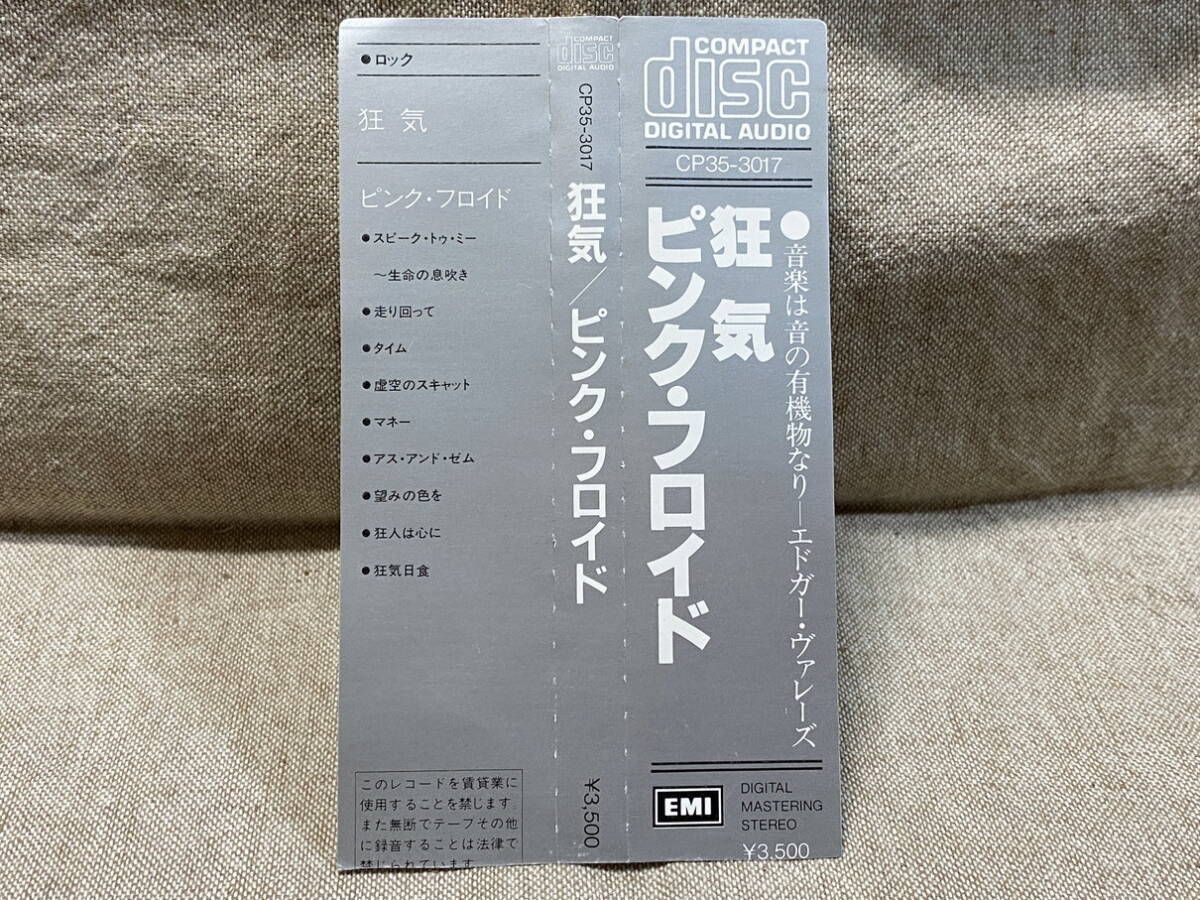 ●ロック
狂気
ピンク・フロイド
●スピーク・トゥ・ミー
～生命の息吹き
●走り回って
●タイム
●虚空のスキャット
●マネー
●アス・アンド・ゼム
●望みの色を
●狂人は心に
●狂気日食
このレコードを賃貸業に
使用することを禁じます。
また無断でテープその他
に録音することは法律で
禁じられています。
COMPACT
disc
DIGITAL AUDIO
CP35-3017
狂気／ピンク・フロイド
¥3,500
COMPACT
disc
DIGITAL AUDIO
CP35-3017
●音楽は音の有機物なり—エドガー・ヴァレーズ
狂気
ピンク・フロイド
EMI
DIGITAL
MASTERING
STEREO
¥3,500